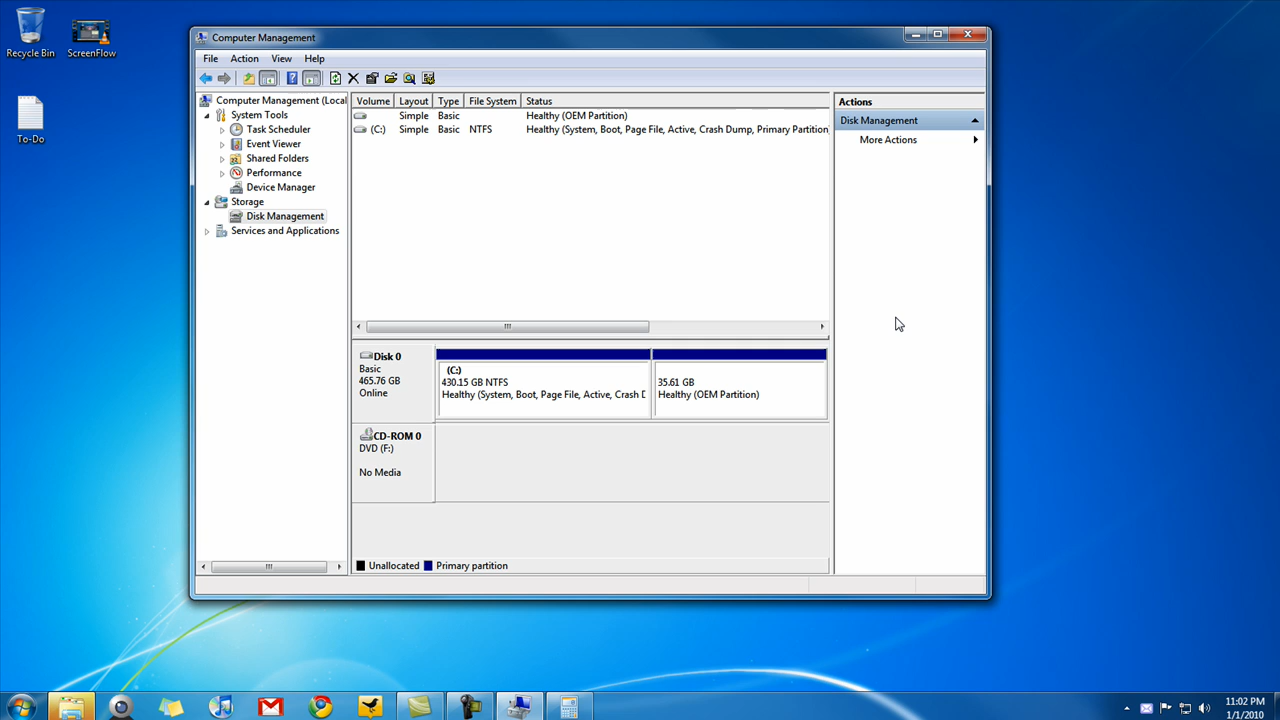 Recycle Bin
ScreenFlow
To-Do
Computer Management
File Action View Help
Computer Management (Local
System Tools
Task Scheduler
Event Viewer
Shared Folders
Performance
Device Manager
Storage
Disk Management
Services and Applications
Volume Layout Type File System Status
Simple Basic Healthy (OEM Partition)
(C:) Simple Basic NTFS Healthy (System, Boot, Page File, Active, Crash Dump, Primary Partition)
Actions
Disk Management
More Actions
Disk 0
Basic
465.76 GB
Online
(C:)
430.15 GB NTFS
Healthy (System, Boot, Page File, Active, Crash D
35.61 GB
Healthy (OEM Partition)
CD-ROM 0
DVD (F:)
No Media
Unallocated Primary partition
11:02 PM
1/1/2010